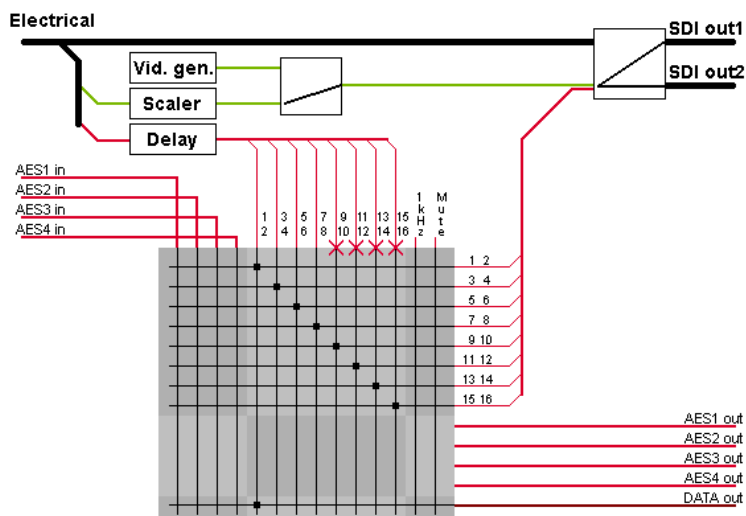 Electrical
SDI out1
SDI out2
Vid. gen.
Scaler
Delay
AES1 in
AES2 in
AES3 in
AES4 in
1 3 5 7 9 11 13 15
2 4 6 8 10 12 14 16
1kHz
Mute
1 2
3 4
5 6
7 8
9 10
11 12
13 14
15 16
AES1 out
AES2 out
AES3 out
AES4 out
DATA out